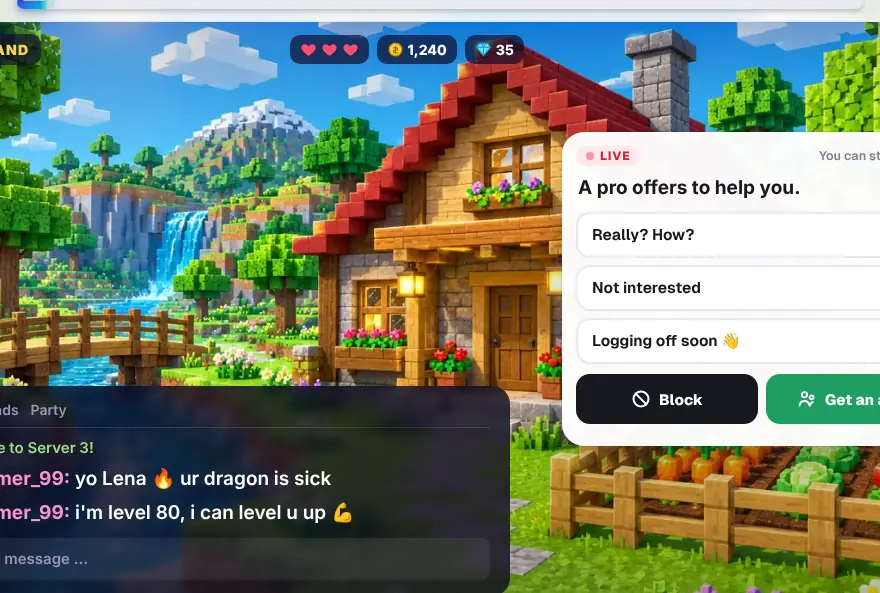 AND
1,240
35
LIVE
You can st
A pro offers to help you.
Really? How?
Not interested
Logging off soon 👋
Block
Get an a
ds Party
e to Server 3!
mer_99: yo Lena 🔥 ur dragon is sick
mer_99: i'm level 80, i can level u up 💪
message ...